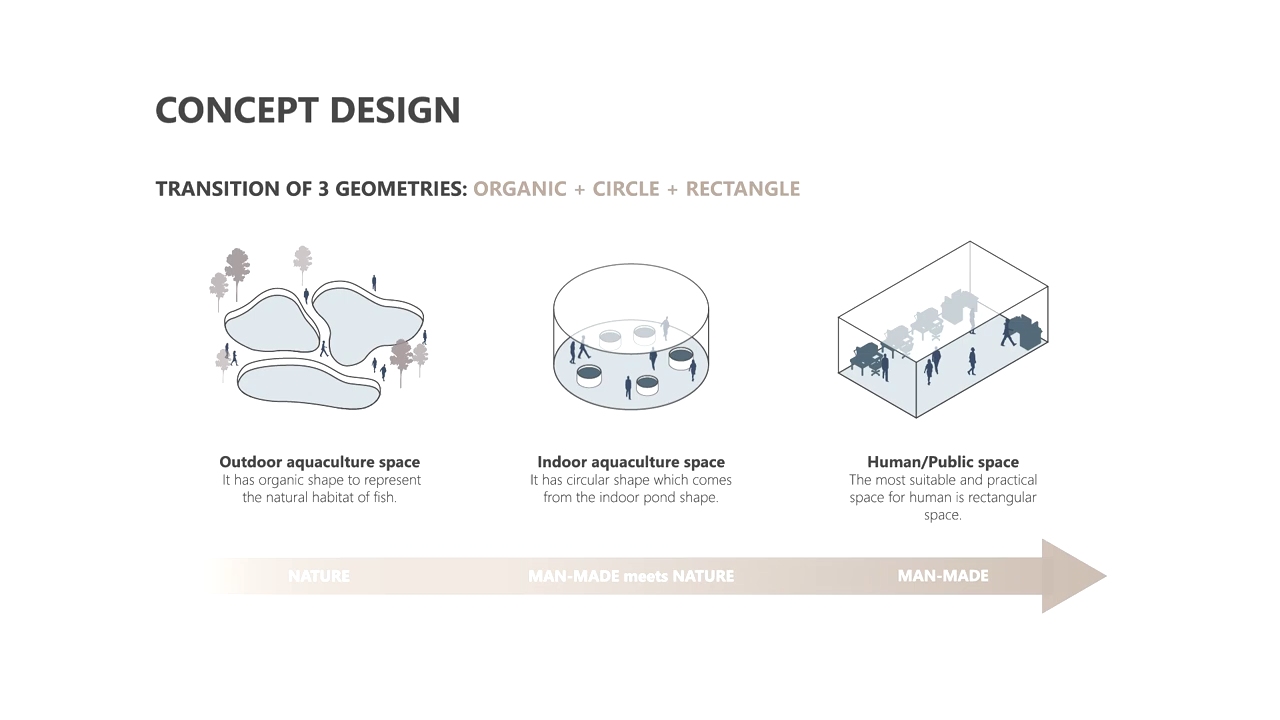 CONCEPT DESIGN
TRANSITION OF 3 GEOMETRIES: ORGANIC + CIRCLE + RECTANGLE
Outdoor aquaculture space
It has organic shape to represent
the natural habitat of fish.
Indoor aquaculture space
It has circular shape which comes
from the indoor pond shape.
Human/Public space
The most suitable and practical
space for human is rectangular
space.
NATURE
MAN-MADE meets NATURE
MAN-MADE